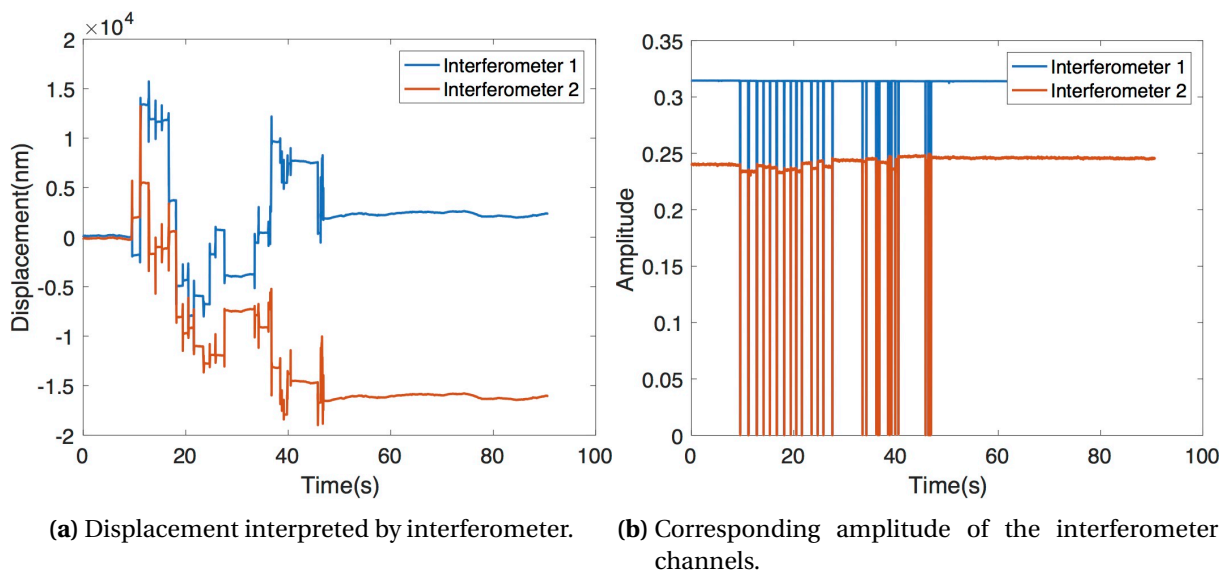 ×10⁴
2
1.5
1
0.5
0
-0.5
-1
-1.5
-2
0
20
40
60
80
100
Displacement(nm)
Time(s)
Interferometer 1
Interferometer 2
0.35
0.3
0.25
0.2
0.15
0.1
0.05
0
0
20
40
60
80
100
Amplitude
Time(s)
Interferometer 1
Interferometer 2
(a) Displacement interpreted by interferometer.
(b) Corresponding amplitude of the interferometer
channels.